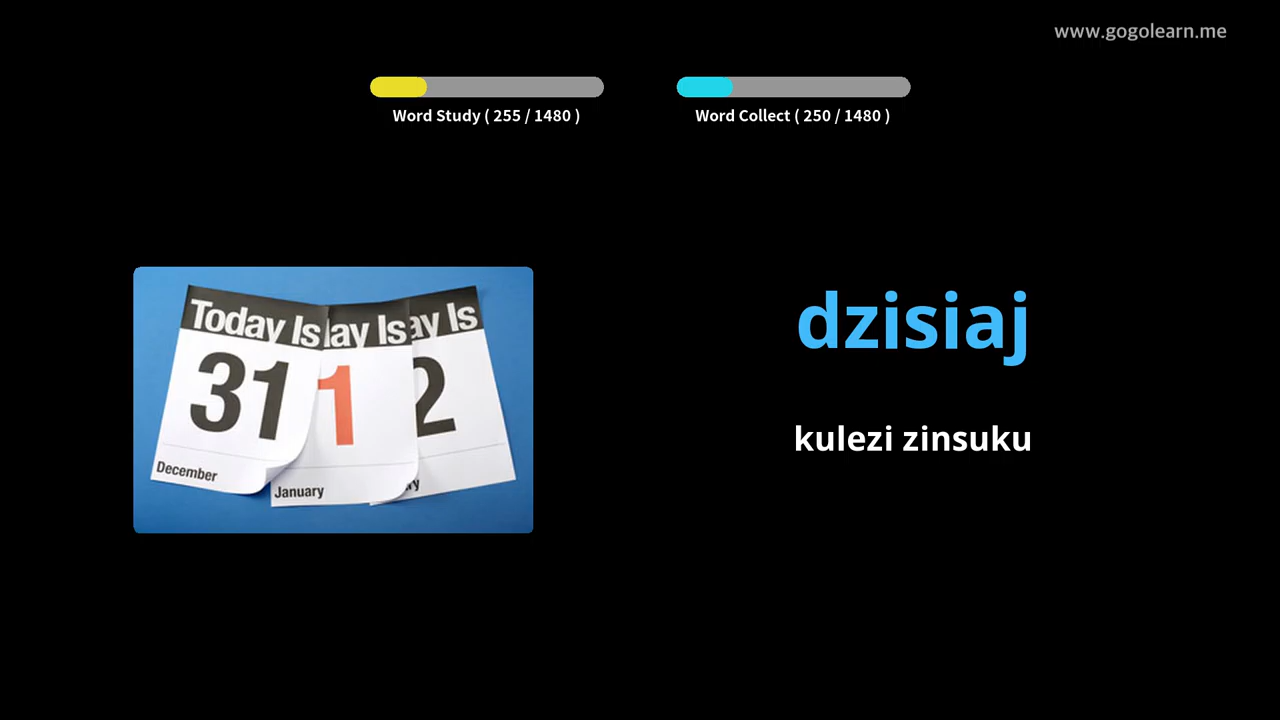 www.gogolearn.me
Word Study ( 255 / 1480 )
Word Collect ( 250 / 1480 )
Today Is
ay Is
ay Is
31
1
2
December
January
ry
dzisiaj
kulezi zinsuku